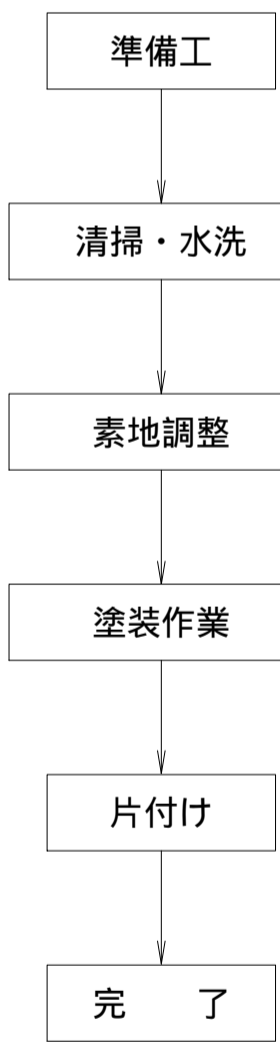 準備工
清掃・水洗
素地調整
塗装作業
片付け
完　　了